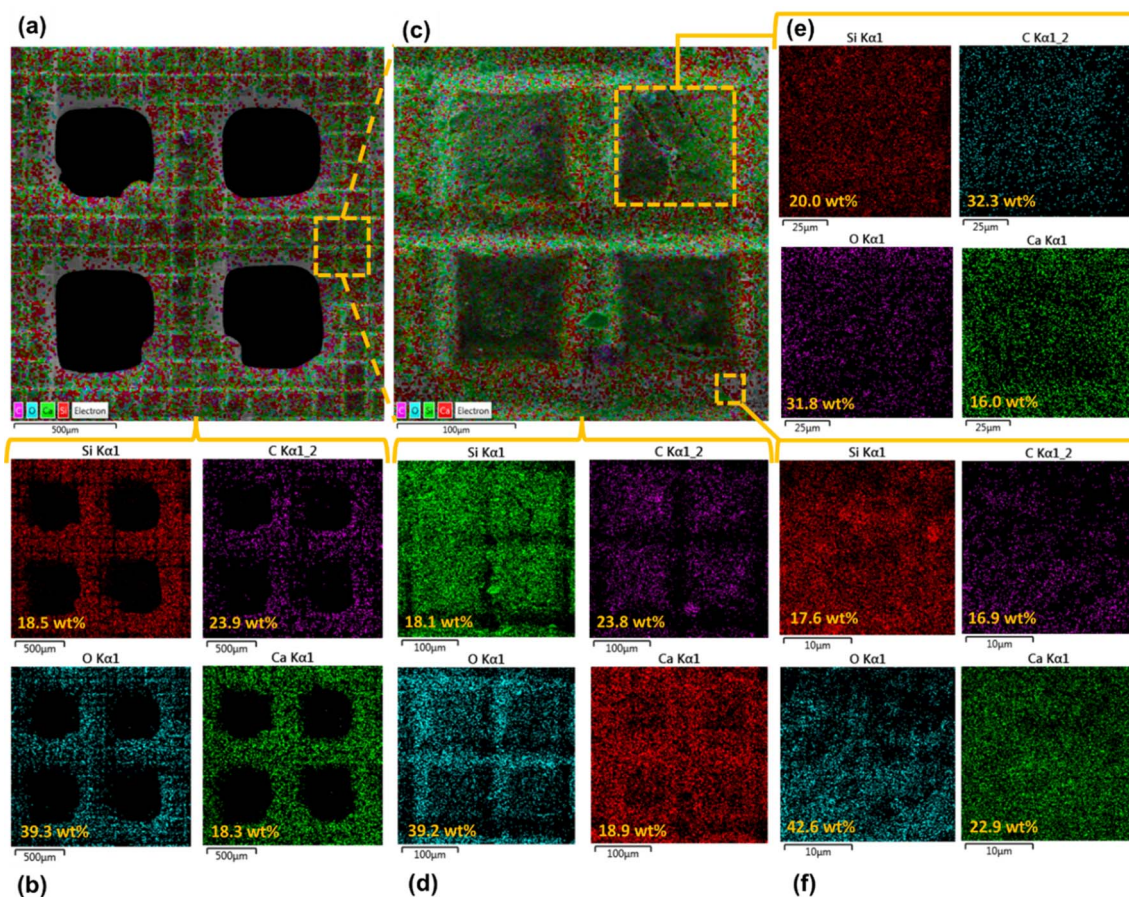 (a)
(c)
(e)
C O Ca Si Electron
500μm
C O Si Ca Electron
100μm
Si Kα1
C Kα1_2
20.0 wt%
32.3 wt%
25μm
25μm
O Kα1
Ca Kα1
31.8 wt%
16.0 wt%
25μm
25μm
Si Kα1
C Kα1_2
18.5 wt%
23.9 wt%
500μm
500μm
O Kα1
Ca Kα1
39.3 wt%
18.3 wt%
500μm
500μm
(b)
Si Kα1
C Kα1_2
18.1 wt%
23.8 wt%
100μm
100μm
O Kα1
Ca Kα1
39.2 wt%
18.9 wt%
100μm
100μm
(d)
Si Kα1
C Kα1_2
17.6 wt%
16.9 wt%
10μm
10μm
O Kα1
Ca Kα1
42.6 wt%
22.9 wt%
10μm
10μm
(f)